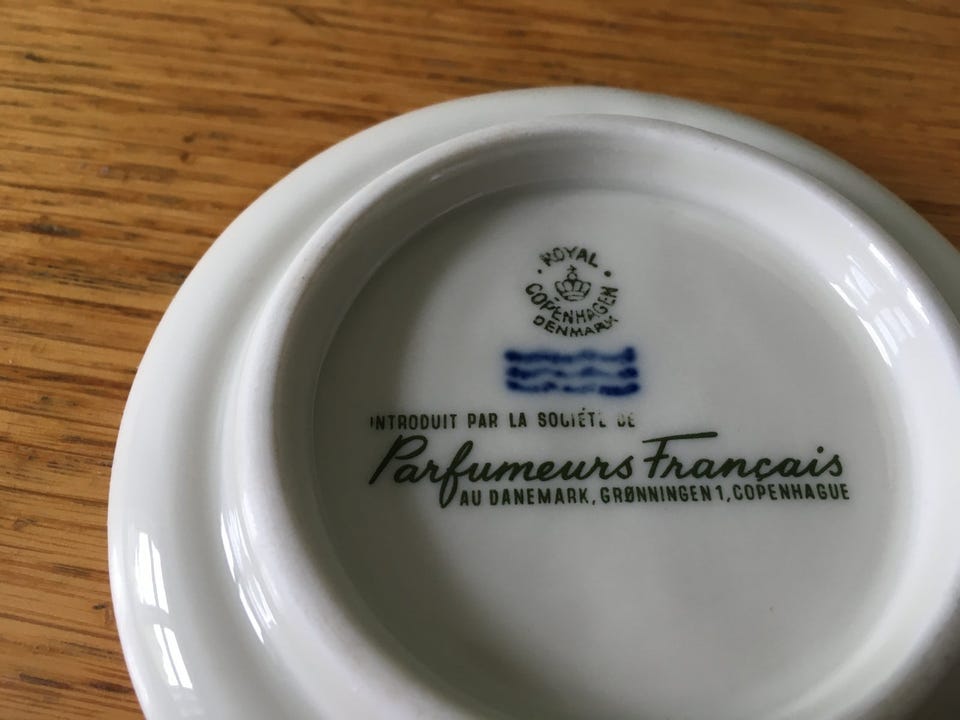 ROYAL
COPENHAGEN
DENMARK
INTRODUIT PAR LA SOCIÉTÉ DE
Parfumeurs Français
AU DANEMARK, GRØNNINGEN 1, COPENHAGUE